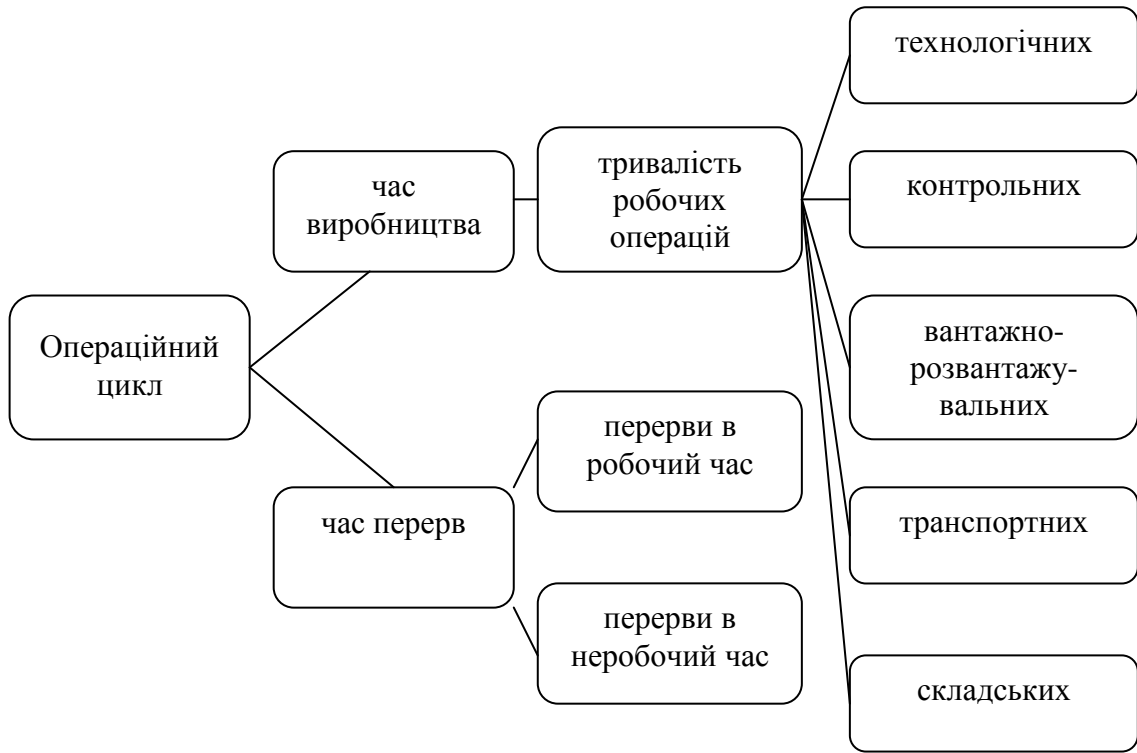 Операційний
цикл
час
виробництва
час перерв
тривалість
робочих
операцій
перерви в
робочий час
перерви в
неробочий час
технологічних
контрольних
вантажно-
розвантажу-
вальних
транспортних
складських